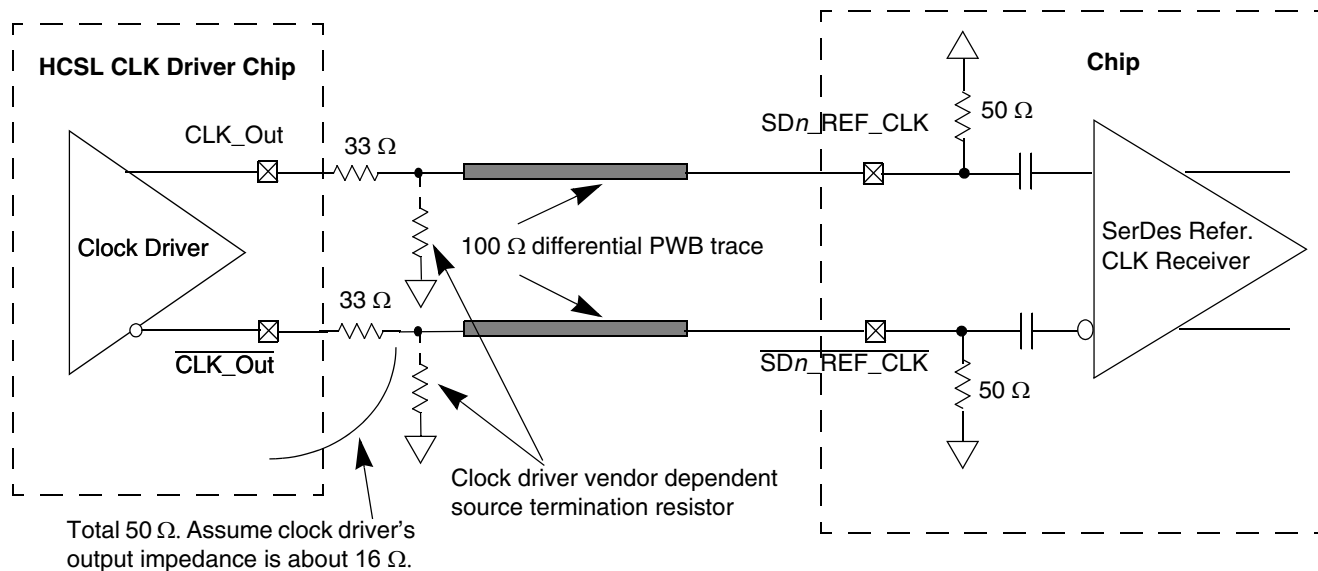 HCSL CLK Driver Chip
Chip
CLK_Out
33 Ω
SDn_REF_CLK
50 Ω
Clock Driver
100 Ω differential PWB trace
SerDes Refer.
CLK Receiver
33 Ω
CLK_Out
SDn_REF_CLK
50 Ω
Clock driver vendor dependent
source termination resistor
Total 50 Ω. Assume clock driver's
output impedance is about 16 Ω.